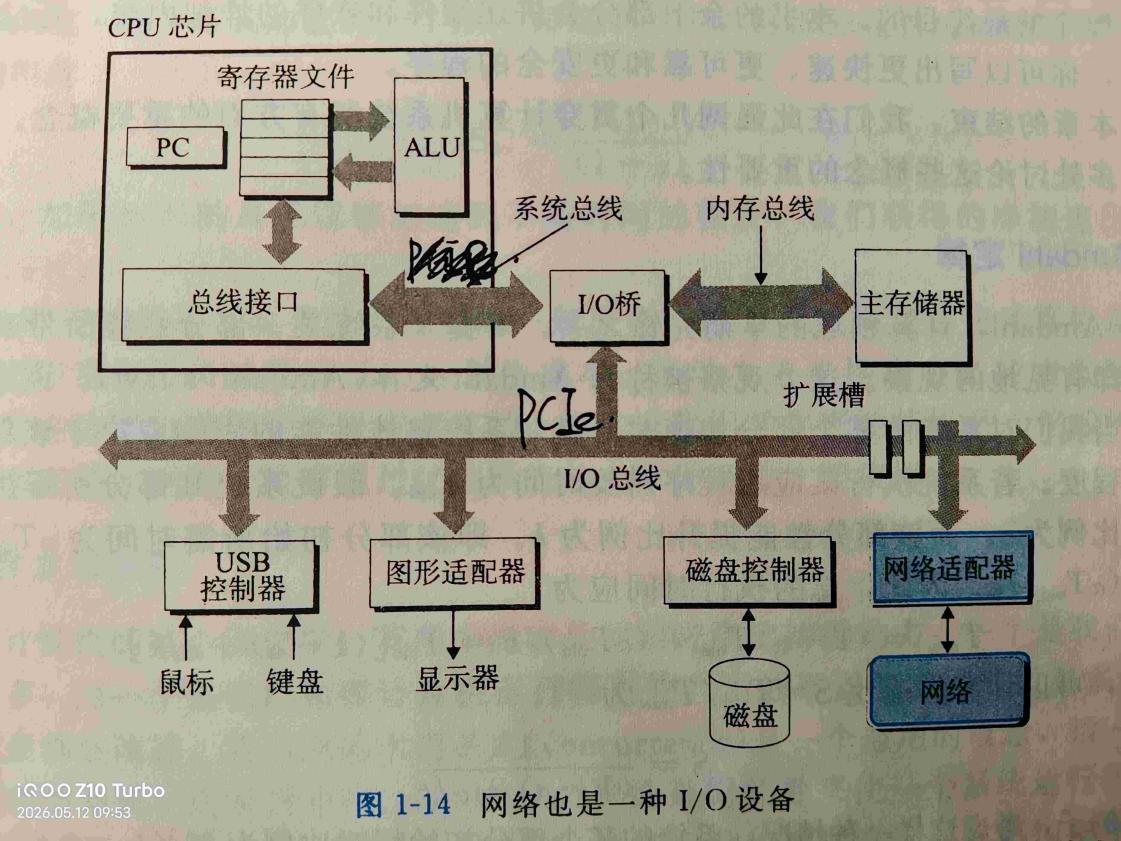 CPU 芯片
寄存器文件
PC
ALU
系统总线
内存总线
总线接口
I/O桥
主存储器
扩展槽
PCIe.
I/O 总线
USB
控制器
图形适配器
磁盘控制器
网络适配器
鼠标
键盘
显示器
磁盘
网络
图 1-14 网络也是一种 I/O 设备
iQOO Z10 Turbo
2026.05.12 09:53